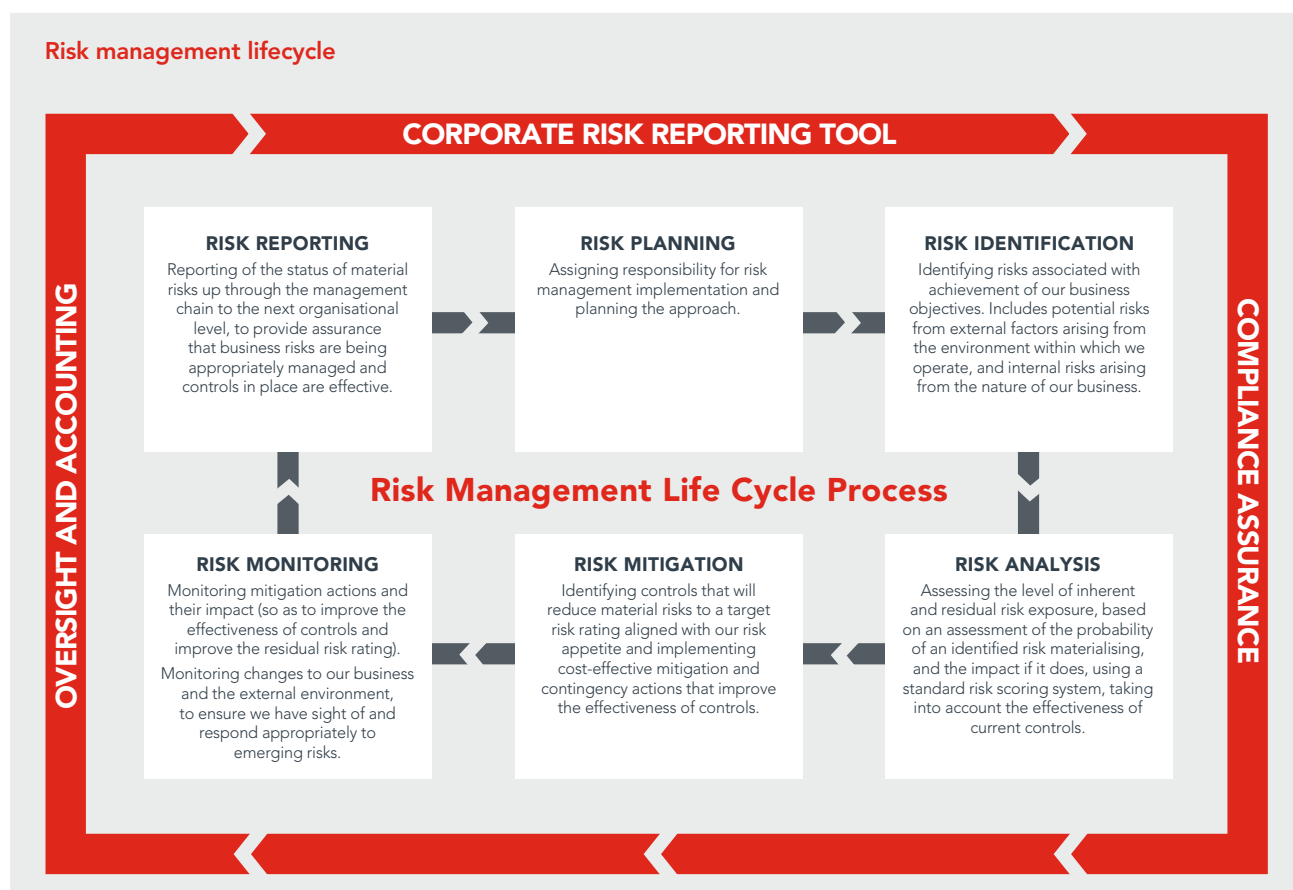 Risk management lifecycle
CORPORATE RISK REPORTING TOOL
OVERSIGHT AND ACCOUNTING
COMPLIANCE ASSURANCE
RISK REPORTING
Reporting of the status of material
risks up through the management
chain to the next organisational
level, to provide assurance
that business risks are being
appropriately managed and
controls in place are effective.
RISK PLANNING
Assigning responsibility for risk
management implementation and
planning the approach.
RISK IDENTIFICATION
Identifying risks associated with
achievement of our business
objectives. Includes potential risks
from external factors arising from
the environment within which we
operate, and internal risks arising
from the nature of our business.
Risk Management Life Cycle Process
RISK MONITORING
Monitoring mitigation actions and
their impact (so as to improve the
effectiveness of controls and
improve the residual risk rating).
Monitoring changes to our business
and the external environment,
to ensure we have sight of and
respond appropriately to
emerging risks.
RISK MITIGATION
Identifying controls that will
reduce material risks to a target
risk rating aligned with our risk
appetite and implementing
cost-effective mitigation and
contingency actions that improve
the effectiveness of controls.
RISK ANALYSIS
Assessing the level of inherent
and residual risk exposure, based
on an assessment of the probability
of an identified risk materialising,
and the impact if it does, using a
standard risk scoring system, taking
into account the effectiveness of
current controls.